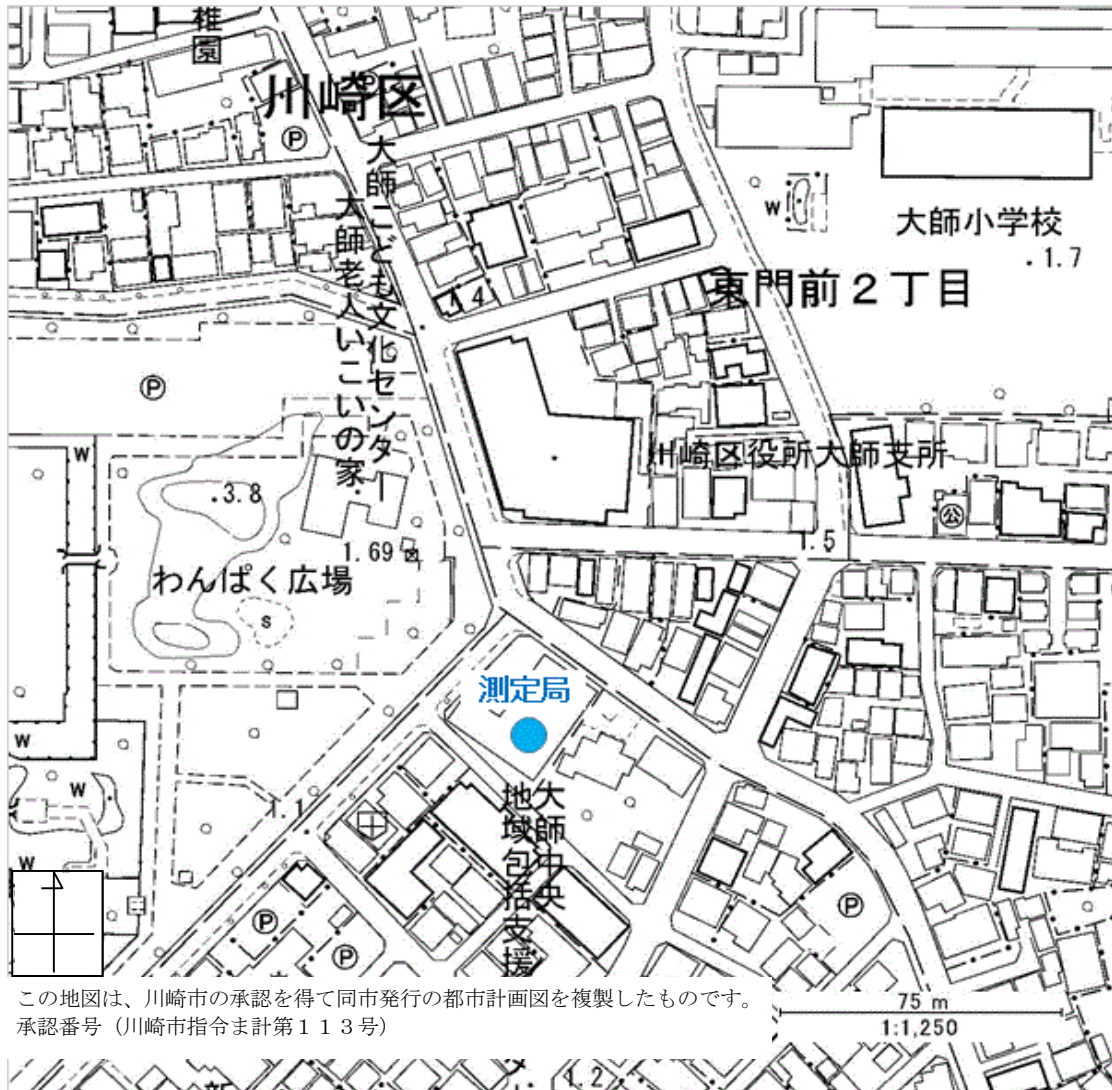 稚園
川崎区
大師こども文化センター
大師老人いこいの家
P
W
大師小学校
1.7
東門前2丁目
14
P
W
川崎区役所大師支所
3.8
公
1.69
1.5
わんぱく広場
s
測定局
W
W
1.1
大師中央
地域包括支援
W
P
P
P
この地図は、川崎市の承認を得て同市発行の都市計画図を複製したものです。
承認番号（川崎市指令ま計第１１３号）
75 m
1:1,250
1.2